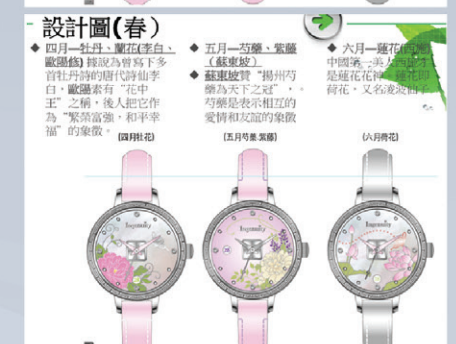 設計圖(春)
四月—牡丹、蘭花(李白、
歐陽修) 據說為曾寫下多
首牡丹詩的唐代詩仙李
白，歐陽素有“花中
王”之稱，後人把它作
為“繁榮富強，和平幸
福”的象徵。
(四月牡花)
五月—芍藥、紫藤
(蘇東坡)
蘇東坡贊“揚州芍
藥為天下之冠”，。
芍藥是表示相互的
愛情和友誼的象徵
(五月芍藥.紫藤)
六月—蓮花
中國第一美人西施才
是蓮花花神，蓮花即
荷花，又名凌波仙子
(六月荷花)
Ingenuity
Ingenuity
Ingenuity